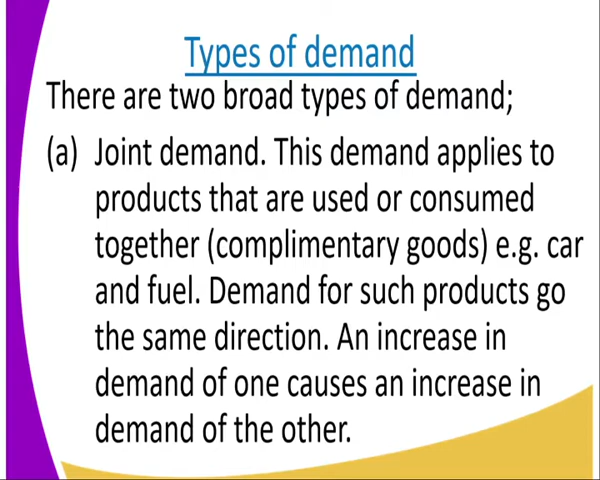 Types of demand
There are two broad types of demand;
(a) Joint demand. This demand applies to
products that are used or consumed
together (complimentary goods) e.g. car
and fuel. Demand for such products go
the same direction. An increase in
demand of one causes an increase in
demand of the other.